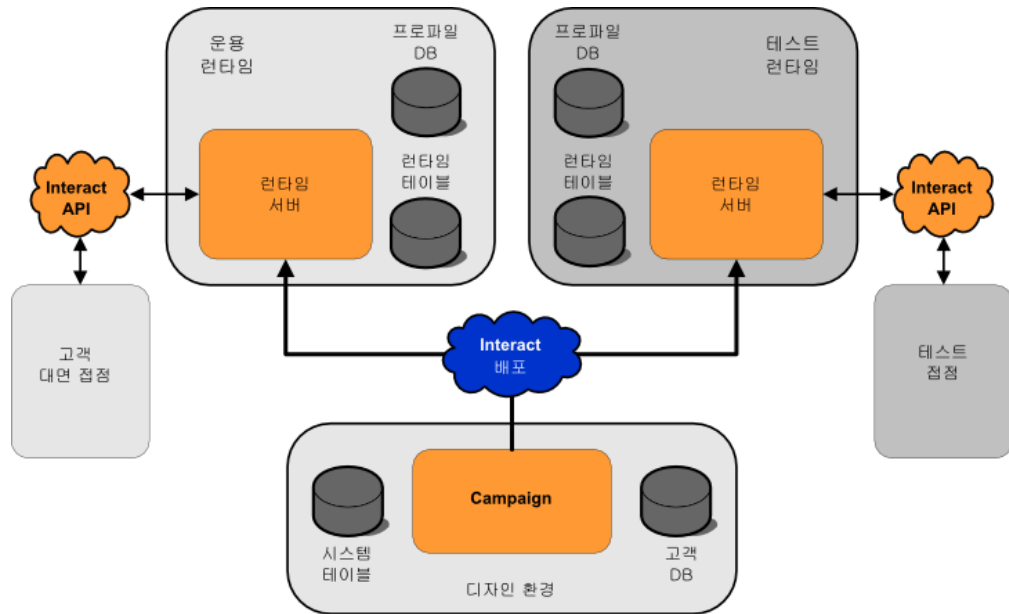 운용
런타임
프로파일
DB
런타임
테이블
런타임
서버
Interact
API
고객
대면 접점
프로파일
DB
테스트
런타임
런타임
테이블
런타임
서버
Interact
API
테스트
접점
Interact
배포
Campaign
시스템
테이블
고객
DB
디자인 환경